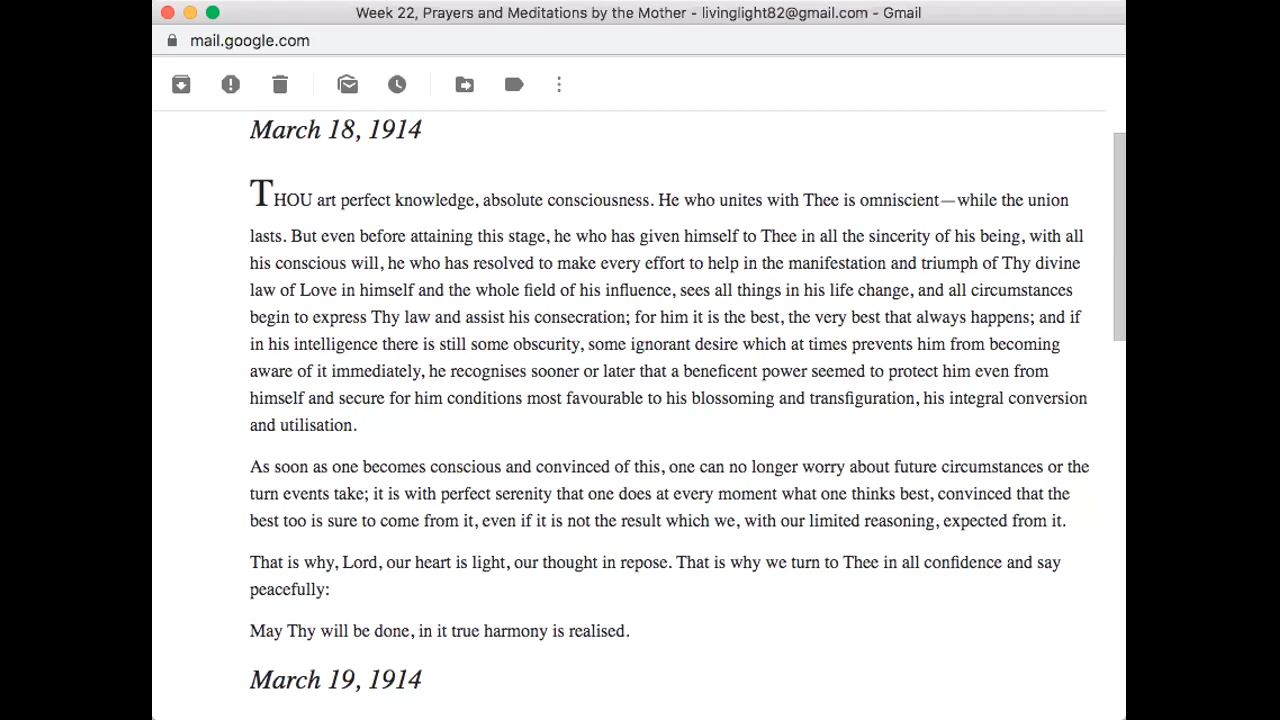 Week 22, Prayers and Meditations by the Mother - livinglight82@gmail.com - Gmail
mail.google.com
March 18, 1914
THOU art perfect knowledge, absolute consciousness. He who unites with Thee is omniscient—while the union
lasts. But even before attaining this stage, he who has given himself to Thee in all the sincerity of his being, with all
his conscious will, he who has resolved to make every effort to help in the manifestation and triumph of Thy divine
law of Love in himself and the whole field of his influence, sees all things in his life change, and all circumstances
begin to express Thy law and assist his consecration; for him it is the best, the very best that always happens; and if
in his intelligence there is still some obscurity, some ignorant desire which at times prevents him from becoming
aware of it immediately, he recognises sooner or later that a beneficent power seemed to protect him even from
himself and secure for him conditions most favourable to his blossoming and transfiguration, his integral conversion
and utilisation.
As soon as one becomes conscious and convinced of this, one can no longer worry about future circumstances or the
turn events take; it is with perfect serenity that one does at every moment what one thinks best, convinced that the
best too is sure to come from it, even if it is not the result which we, with our limited reasoning, expected from it.
That is why, Lord, our heart is light, our thought in repose. That is why we turn to Thee in all confidence and say
peacefully:
May Thy will be done, in it true harmony is realised.
March 19, 1914